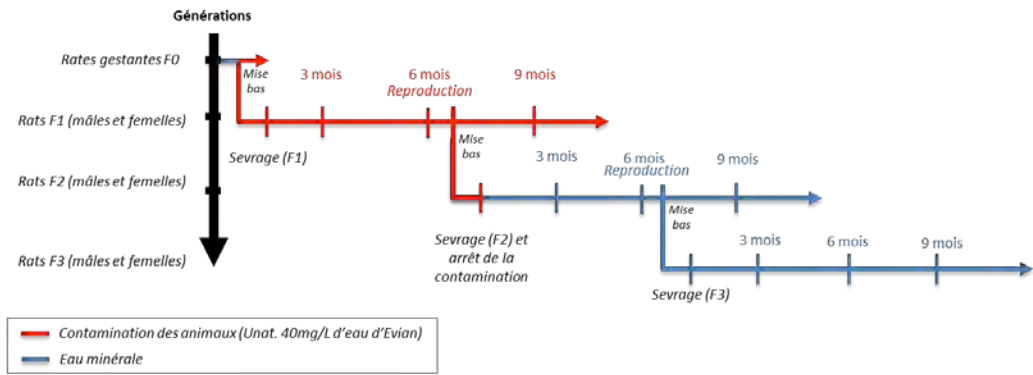 Générations
Rates gestantes F0
Mise
bas
3 mois
6 mois
Reproduction
9 mois
Rats F1 (mâles et femelles)
Sevrage (F1)
Mise
bas
3 mois
6 mois
Reproduction
9 mois
Rats F2 (mâles et femelles)
Sevrage (F2) et
arrêt de la
contamination
Mise
bas
3 mois
6 mois
9 mois
Rats F3 (mâles et femelles)
Sevrage (F3)
Contamination des animaux (Unat. 40mg/L d'eau d'Evian)
Eau minérale